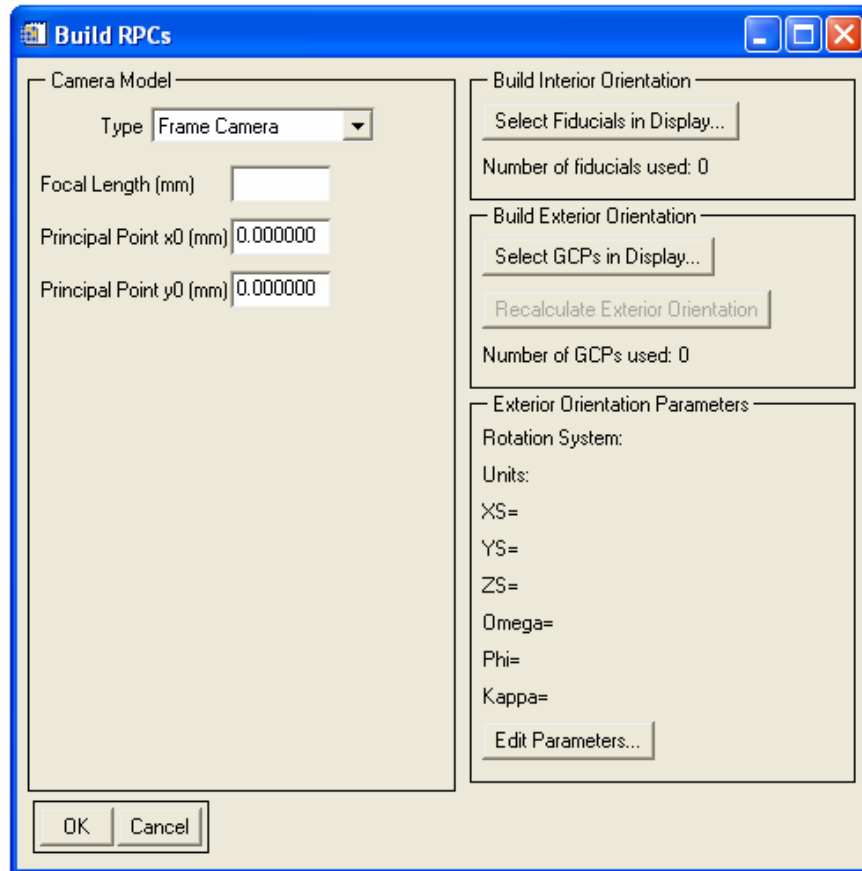 Build RPCs
Camera Model
Type Frame Camera
Focal Length (mm)
Principal Point x0 (mm) 0.000000
Principal Point y0 (mm) 0.000000
Build Interior Orientation
Select Fiducials in Display...
Number of fiducials used: 0
Build Exterior Orientation
Select GCPs in Display...
Recalculate Exterior Orientation
Number of GCPs used: 0
Exterior Orientation Parameters
Rotation System:
Units:
XS=
YS=
ZS=
Omega=
Phi=
Kappa=
Edit Parameters...
OK Cancel